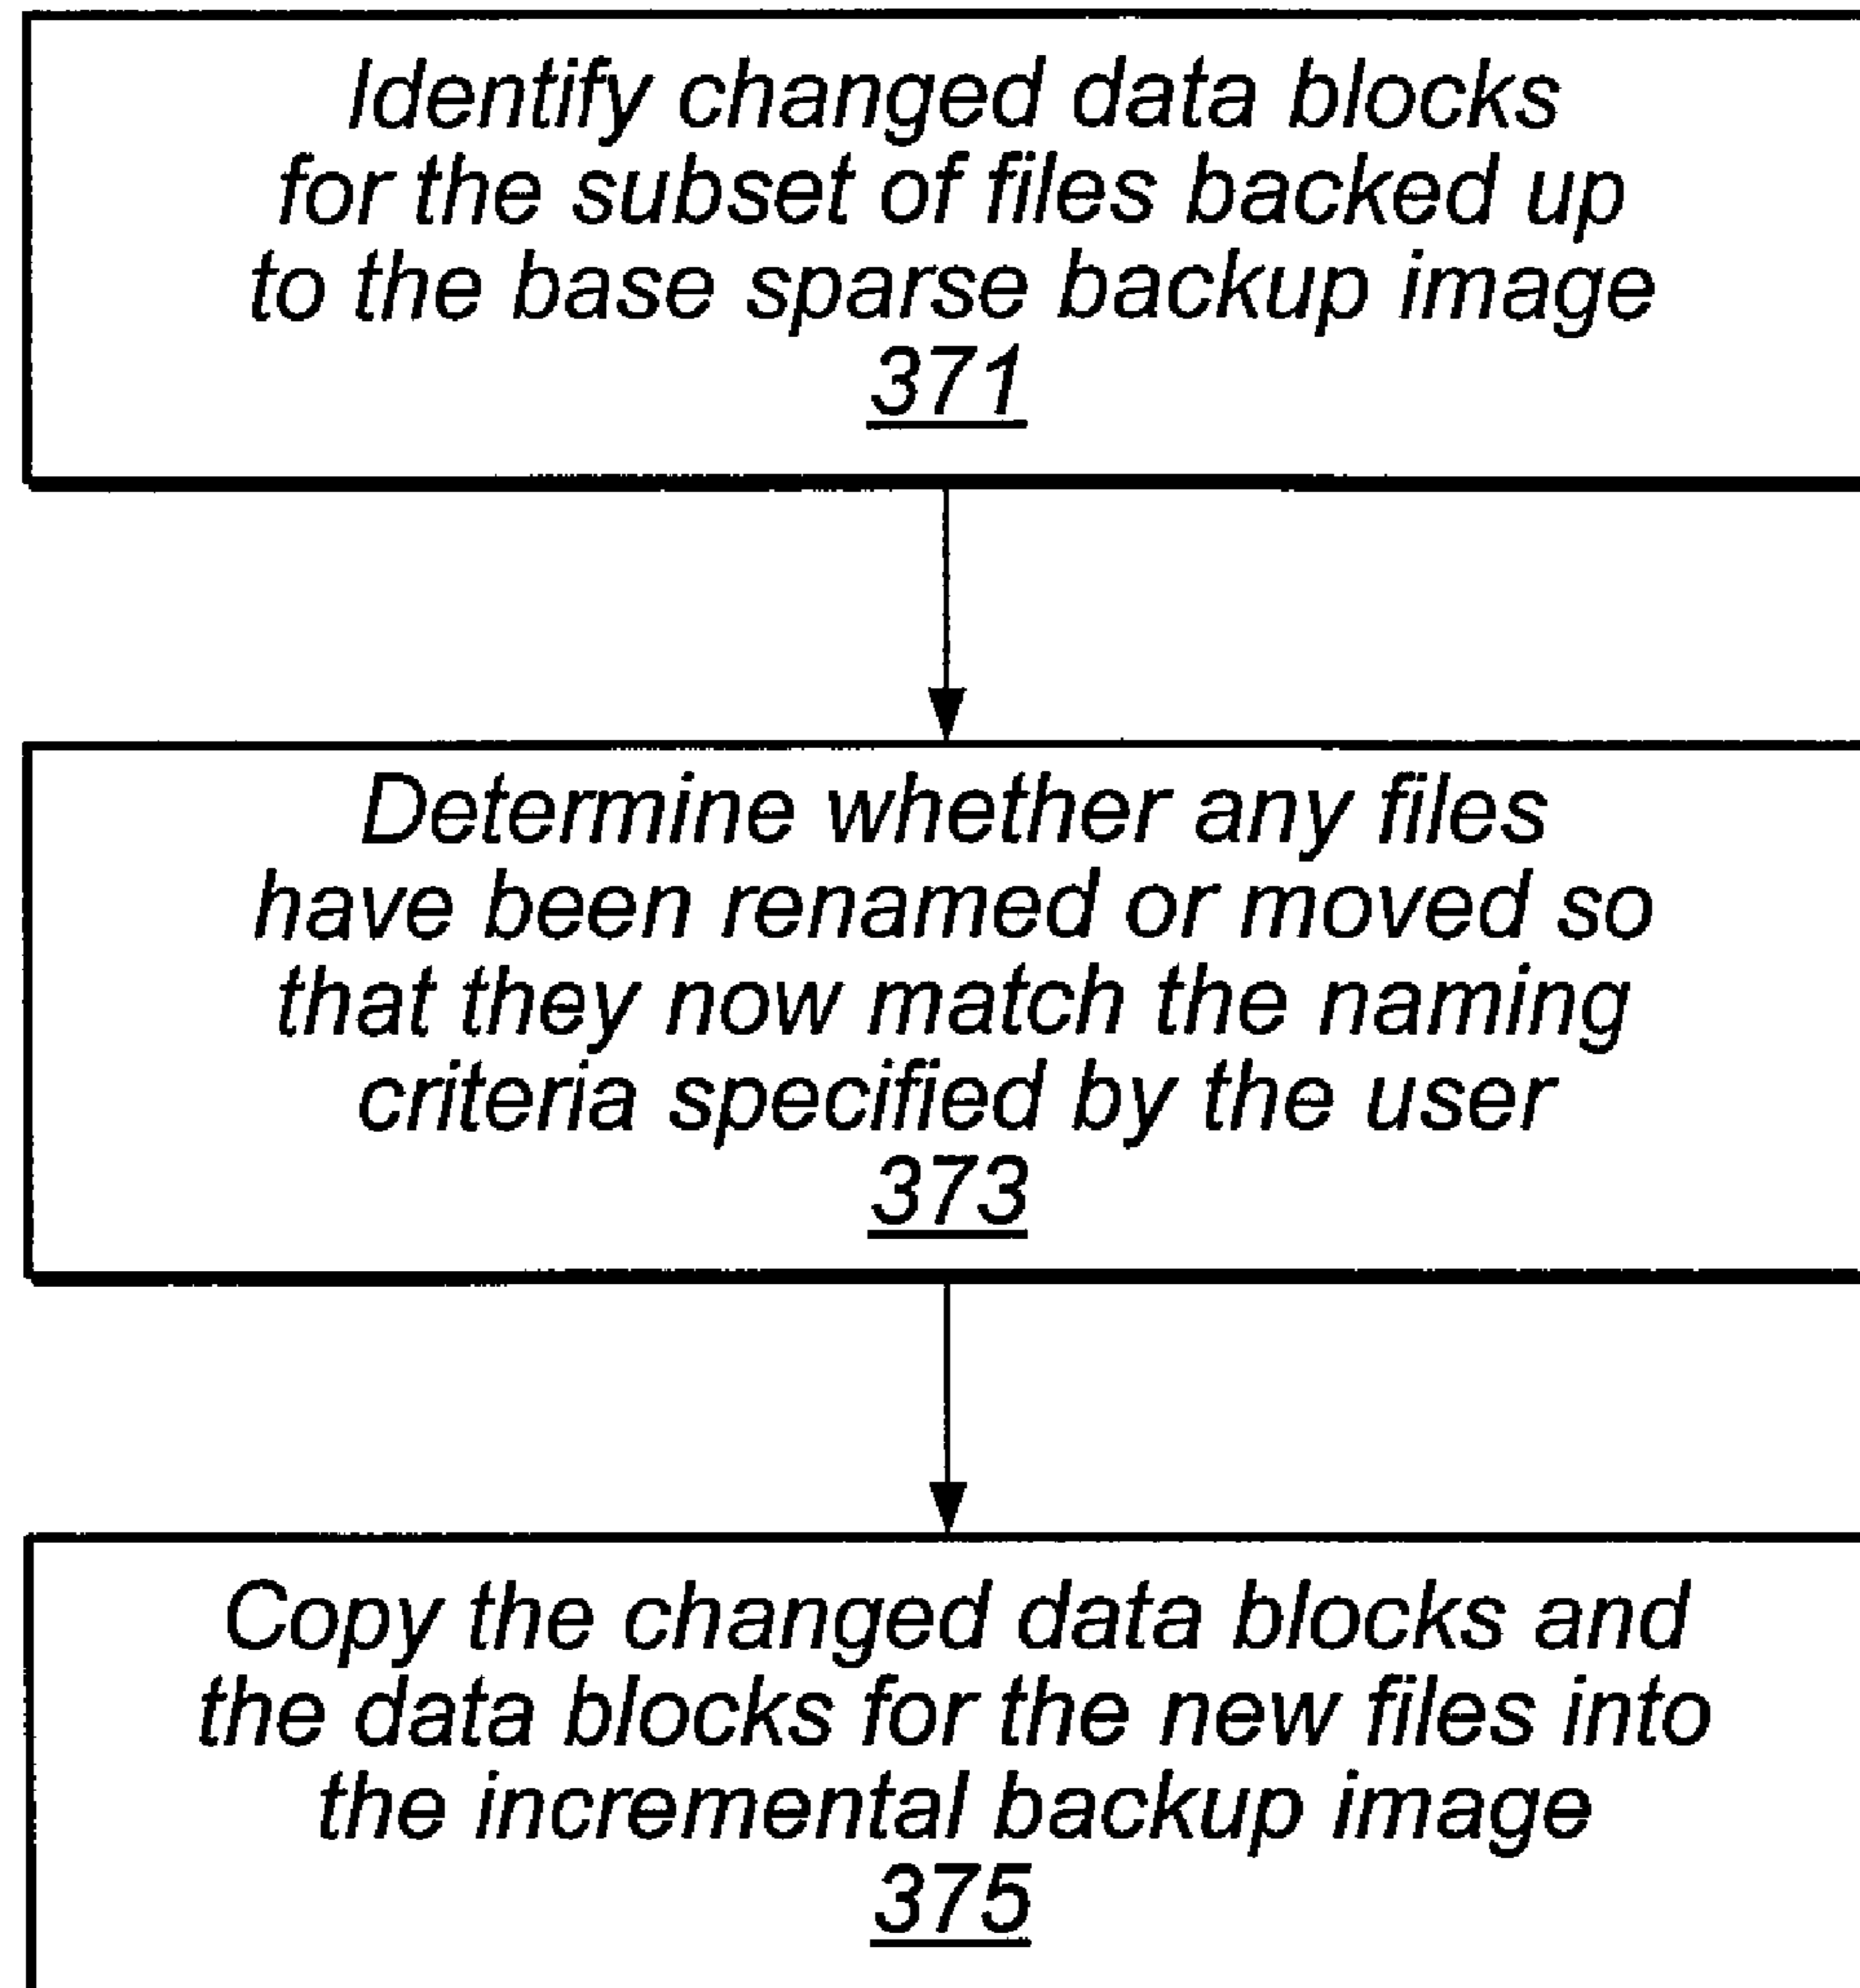 Identify changed data blocks
for the subset of files backed up
to the base sparse backup image
371
Determine whether any files
have been renamed or moved so
that they now match the naming
criteria specified by the user
373
Copy the changed data blocks and
the data blocks for the new files into
the incremental backup image
375